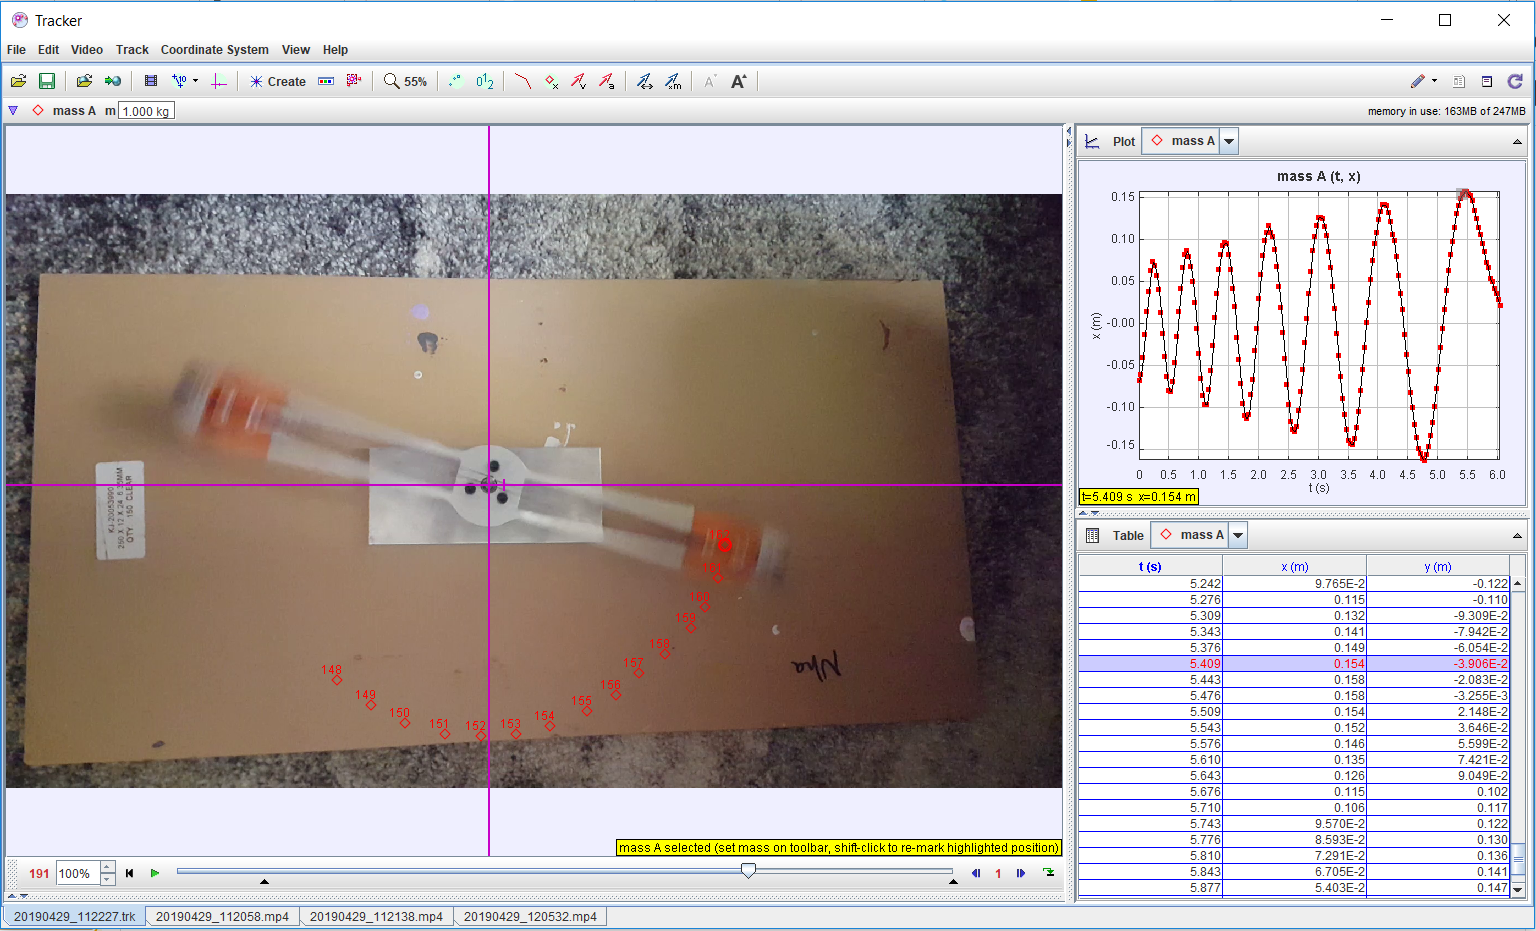 Tracker
File Edit Video Track Coordinate System View Help
Create 55%
mass A m 1.000 kg
memory in use: 163MB of 247MB
Plot mass A
mass A (t, x)
0.15
0.10
0.05
-0.00
-0.05
-0.10
-0.15
x (m)
0 0.5 1.0 1.5 2.0 2.5 3.0 3.5 4.0 4.5 5.0 5.5 6.0
t (s)
t=5.409 s x=0.154 m
KJ-20053990
250 X 12 X 24 6.35MM
QTY 150 CLEAR
148
149
150
151
152
153
154
155
156
157
158
159
160
161
mass A selected (set mass on toolbar, shift-click to re-mark highlighted position)
Table mass A
t (s) x (m) y (m)
5.242 9.765E-2 -0.122
5.276 0.115 -0.110
5.309 0.132 -9.309E-2
5.343 0.141 -7.942E-2
5.376 0.149 -6.054E-2
5.409 0.154 -3.906E-2
5.443 0.158 -2.083E-2
5.476 0.158 -3.255E-3
5.509 0.154 2.148E-2
5.543 0.152 3.646E-2
5.576 0.146 5.599E-2
5.610 0.135 7.421E-2
5.643 0.126 9.049E-2
5.676 0.115 0.102
5.710 0.106 0.117
5.743 9.570E-2 0.122
5.776 8.593E-2 0.130
5.810 7.291E-2 0.136
5.843 6.705E-2 0.141
5.877 5.403E-2 0.147
191 100% 1
20190429_112227.trk 20190429_112058.mp4 20190429_112138.mp4 20190429_120532.mp4